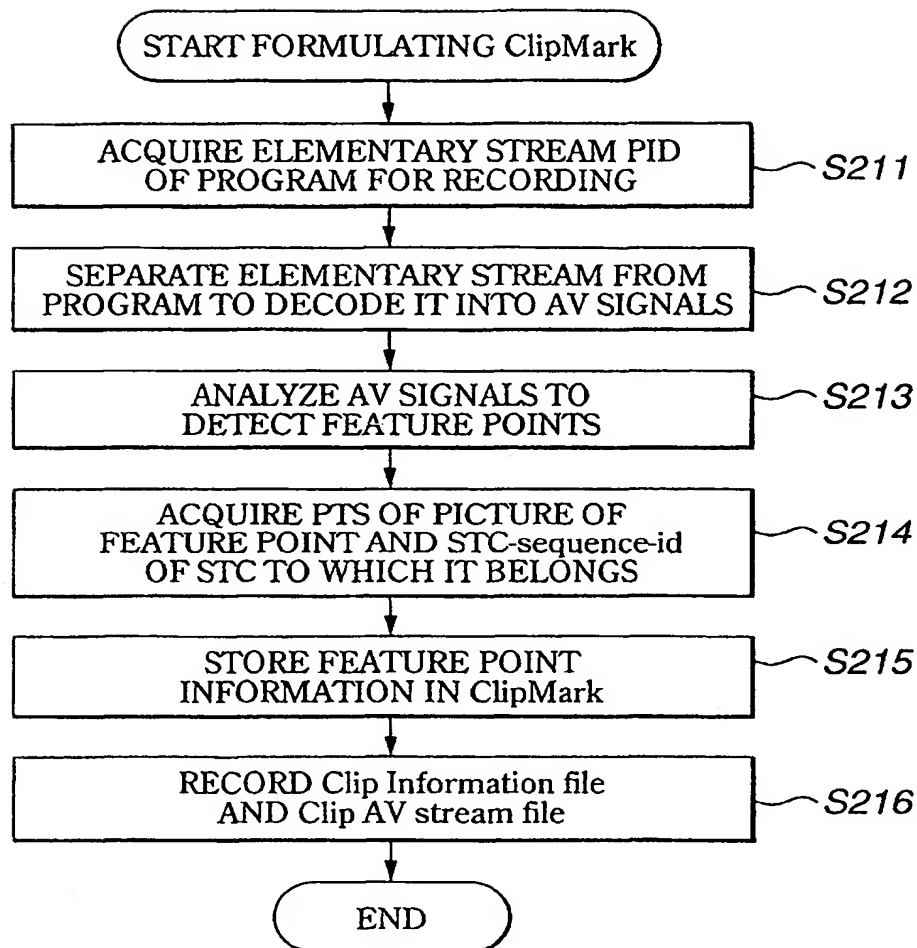 START FORMULATING ClipMark
ACQUIRE ELEMENTARY STREAM PID
OF PROGRAM FOR RECORDING
S211
SEPARATE ELEMENTARY STREAM FROM
PROGRAM TO DECODE IT INTO AV SIGNALS
S212
ANALYZE AV SIGNALS TO
DETECT FEATURE POINTS
S213
ACQUIRE PTS OF PICTURE OF
FEATURE POINT AND STC-sequence-id
OF STC TO WHICH IT BELONGS
S214
STORE FEATURE POINT
INFORMATION IN ClipMark
S215
RECORD Clip Information file
AND Clip AV stream file
S216
END